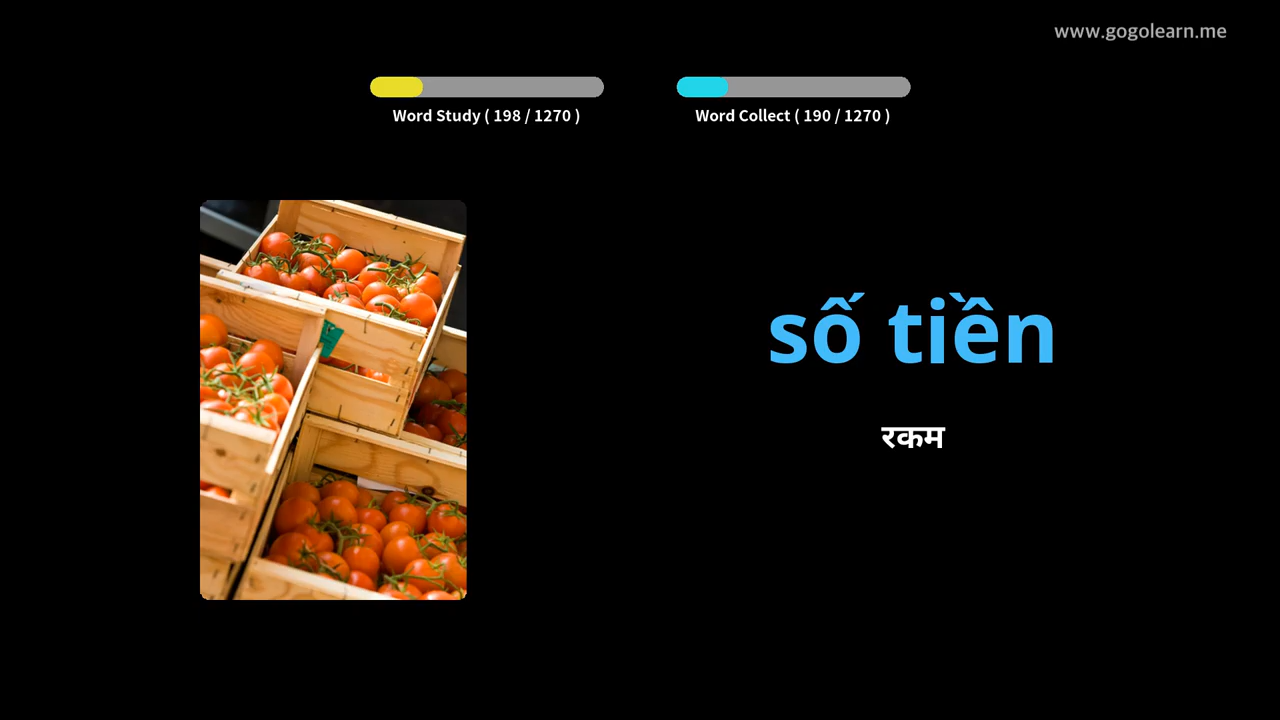 www.gogolearn.me
Word Study ( 198 / 1270 )
Word Collect ( 190 / 1270 )
số tiền
रकम